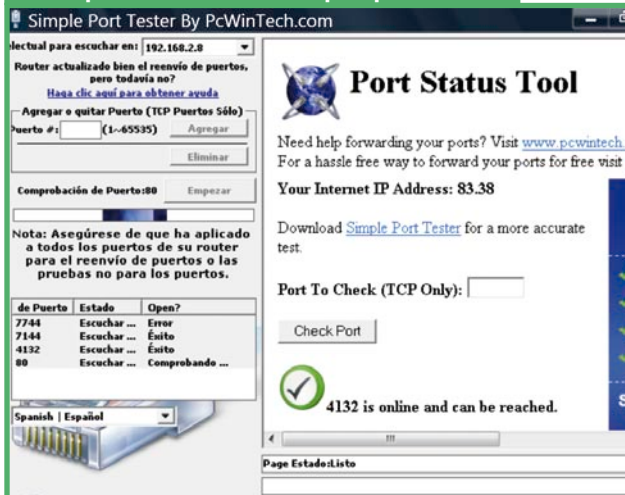 Simple Port Tester By PcWinTech.com
lectual para escuchar en: 192.168.2.8
Router actualizado bien el reenvío de puertos, pero todavía no?
Haga clic aquí para obtener ayuda
Agregar o quitar Puerto (TCP Puertos Sólo)
Puerto #: (1~65535) Agregar
Eliminar
Comprobación de Puerto:80 Empezar
Nota: Asegúrese de que ha aplicado
a todos los puertos de su router
para el reenvío de puertos o las
pruebas no para los puertos.
de Puerto Estado Open?
7744 Escuchar ... Error
7144 Escuchar ... Éxito
4132 Escuchar ... Éxito
80 Escuchar ... Comprobando ...
Spanish | Español
Port Status Tool
Need help forwarding your ports? Visit www.pcwintech.
For a hassle free way to forward your ports for free visit
Your Internet IP Address: 83.38
Download Simple Port Tester for a more accurate
test.
Port To Check (TCP Only):
Check Port
4132 is online and can be reached.
S
Page Estado:Listo